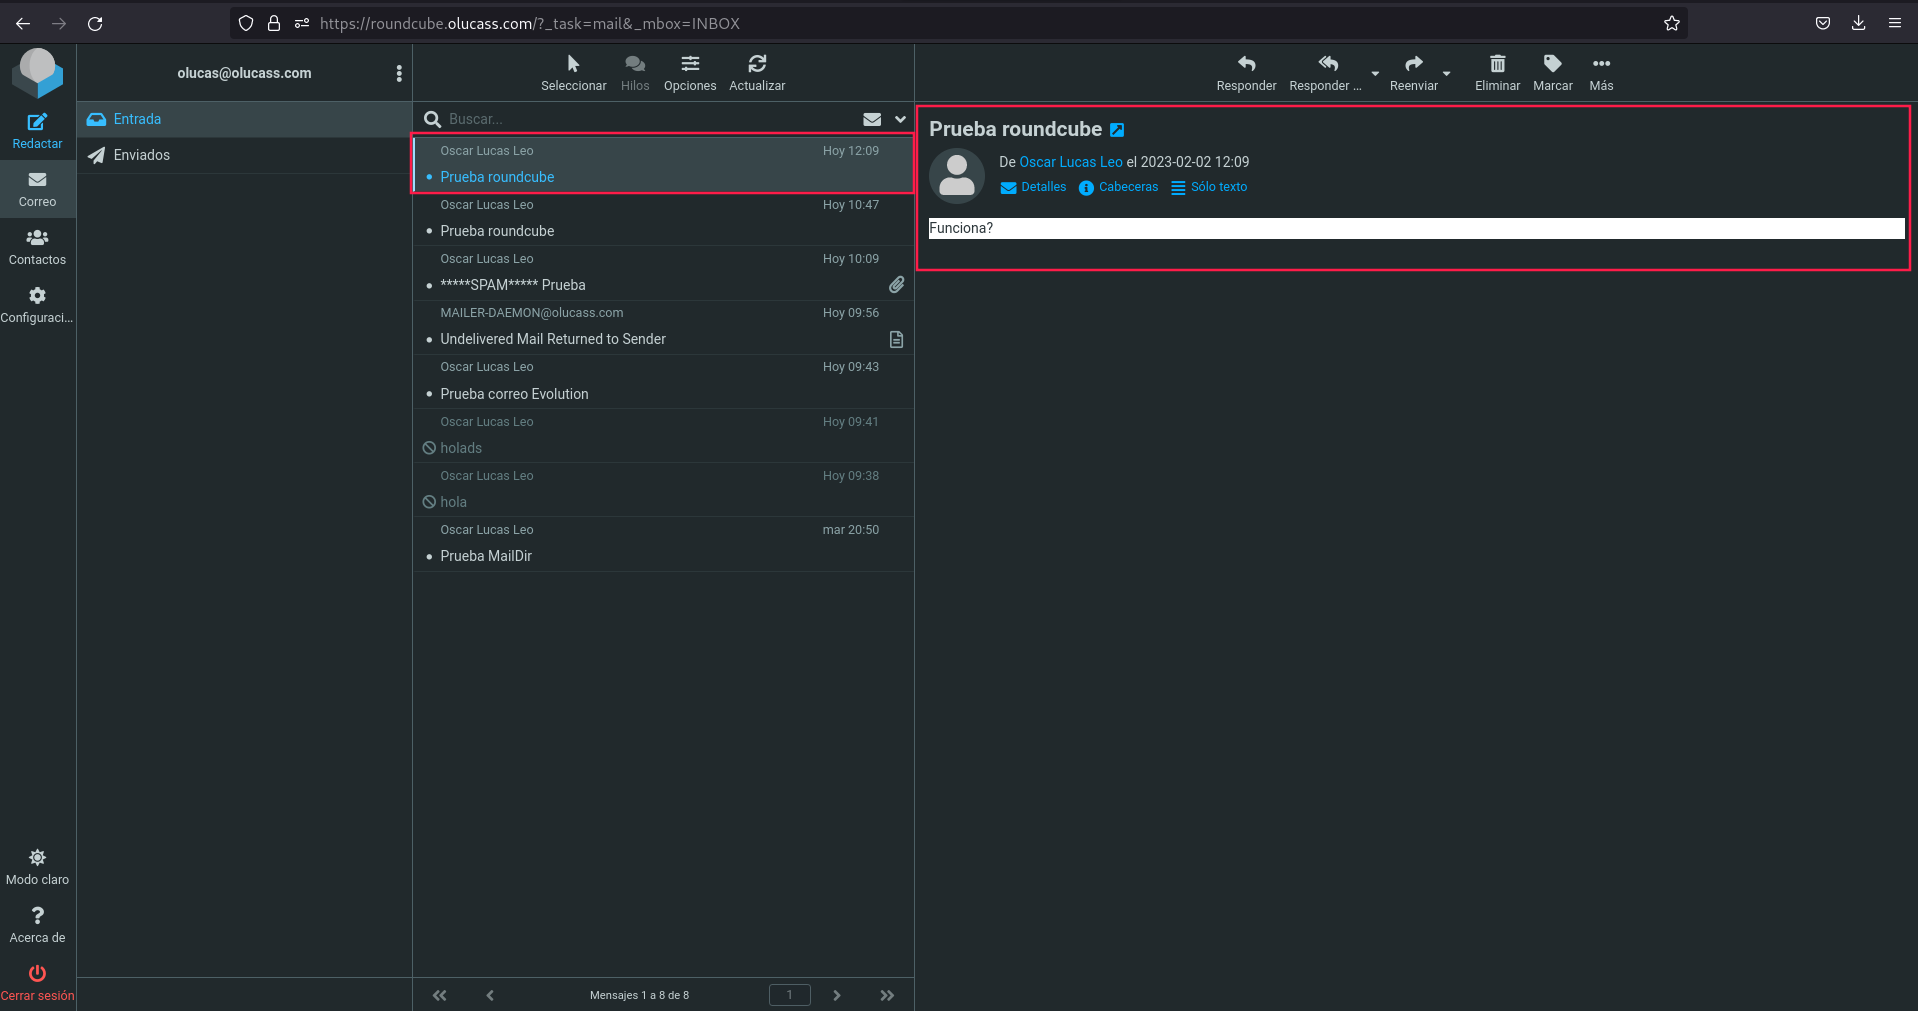 https://roundcube.olucass.com/?_task=mail&_mbox=INBOX
olucas@olucass.com
Redactar
Correo
Contactos
Configuraci...
Modo claro
Acerca de
Cerrar sesión
Entrada
Enviados
Seleccionar Hilos Opciones Actualizar
Buscar...
Oscar Lucas Leo Hoy 12:09
Prueba roundcube
Oscar Lucas Leo Hoy 10:47
Prueba roundcube
Oscar Lucas Leo Hoy 10:09
*****SPAM***** Prueba
MAILER-DAEMON@olucass.com Hoy 09:56
Undelivered Mail Returned to Sender
Oscar Lucas Leo Hoy 09:43
Prueba correo Evolution
Oscar Lucas Leo Hoy 09:41
holads
Oscar Lucas Leo Hoy 09:38
hola
Oscar Lucas Leo mar 20:50
Prueba MailDir
Mensajes 1 a 8 de 8 1
Responder Responder ... Reenviar Eliminar Marcar Más
Prueba roundcube
De Oscar Lucas Leo el 2023-02-02 12:09
Detalles Cabeceras Sólo texto
Funciona?